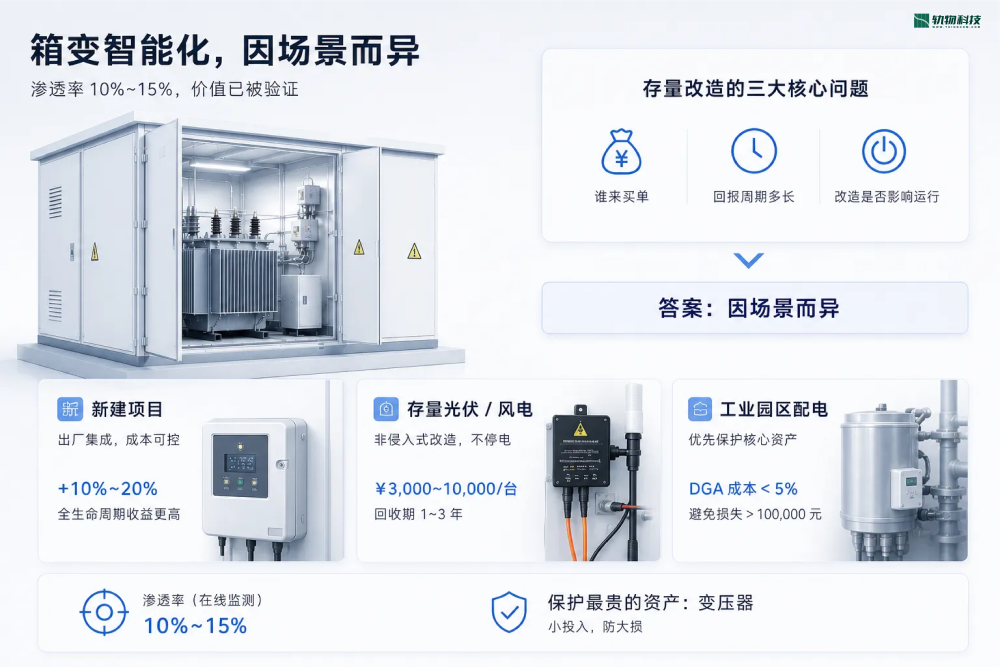 轨物科技
箱变智能化，因场景而异
渗透率 10%~15%，价值已被验证
存量改造的三大核心问题
谁来买单
回报周期多长
改造是否影响运行
答案：因场景而异
新建项目
出厂集成，成本可控
+10%~20%
全生命周期收益更高
存量光伏 / 风电
非侵入式改造，不停电
¥3,000~10,000/台
回收期 1~3 年
工业园区配电
优先保护核心资产
DGA 成本 < 5%
避免损失 > 100,000 元
渗透率（在线监测）
10%~15%
保护最贵的资产：变压器
小投入，防大损